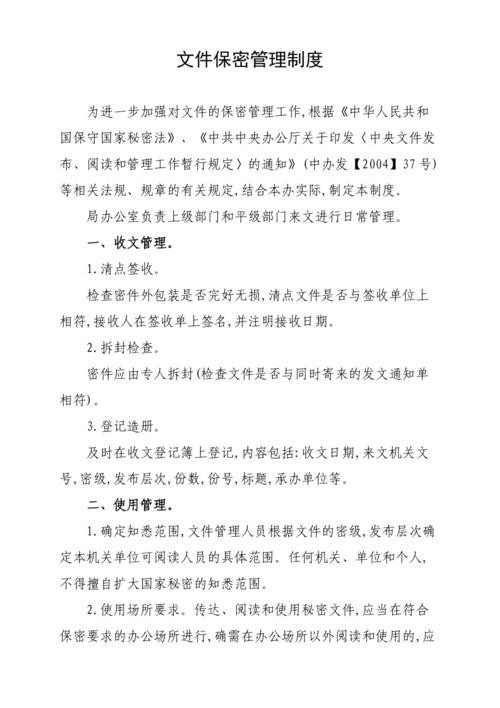 文件保密管理制度
为进一步加强对文件的保密管理工作,根据《中华人民共和
国保守国家秘密法》、《中共中央办公厅关于印发〈中央文件发
布、阅读和管理工作暂行规定〉的通知》(中办发【2004】37 号)
等相关法规、规章的有关规定,结合本办实际,制定本制度。
局办公室负责上级部门和平级部门来文进行日常管理。
一、收文管理。
1.清点签收。
检查密件外包装是否完好无损,清点文件是否与签收单位上
相符,接收人在签收单上签名,并注明接收日期。
2.拆封检查。
密件应由专人拆封(检查文件是否与同时寄来的发文通知单
相符)。
3.登记造册。
及时在收文登记簿上登记,内容包括:收文日期,来文机关文
号,密级,发布层次,份数,份号,标题,承办单位等。
二、使用管理。
1.确定知悉范围,文件管理人员根据文件的密级,发布层次确
定本机关单位可阅读人员的具体范围。任何机关、单位和个人,
不得擅自扩大国家秘密的知悉范围。
2.使用场所要求。传达、阅读和使用秘密文件,应当在符合
保密要求的办公场所进行,确需在办公场所以外阅读和使用的,应